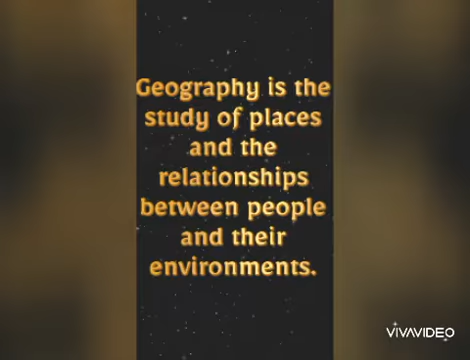 Geography is the
study of places
and the
relationships
between people
and their
environments.
VIVAVIDEO